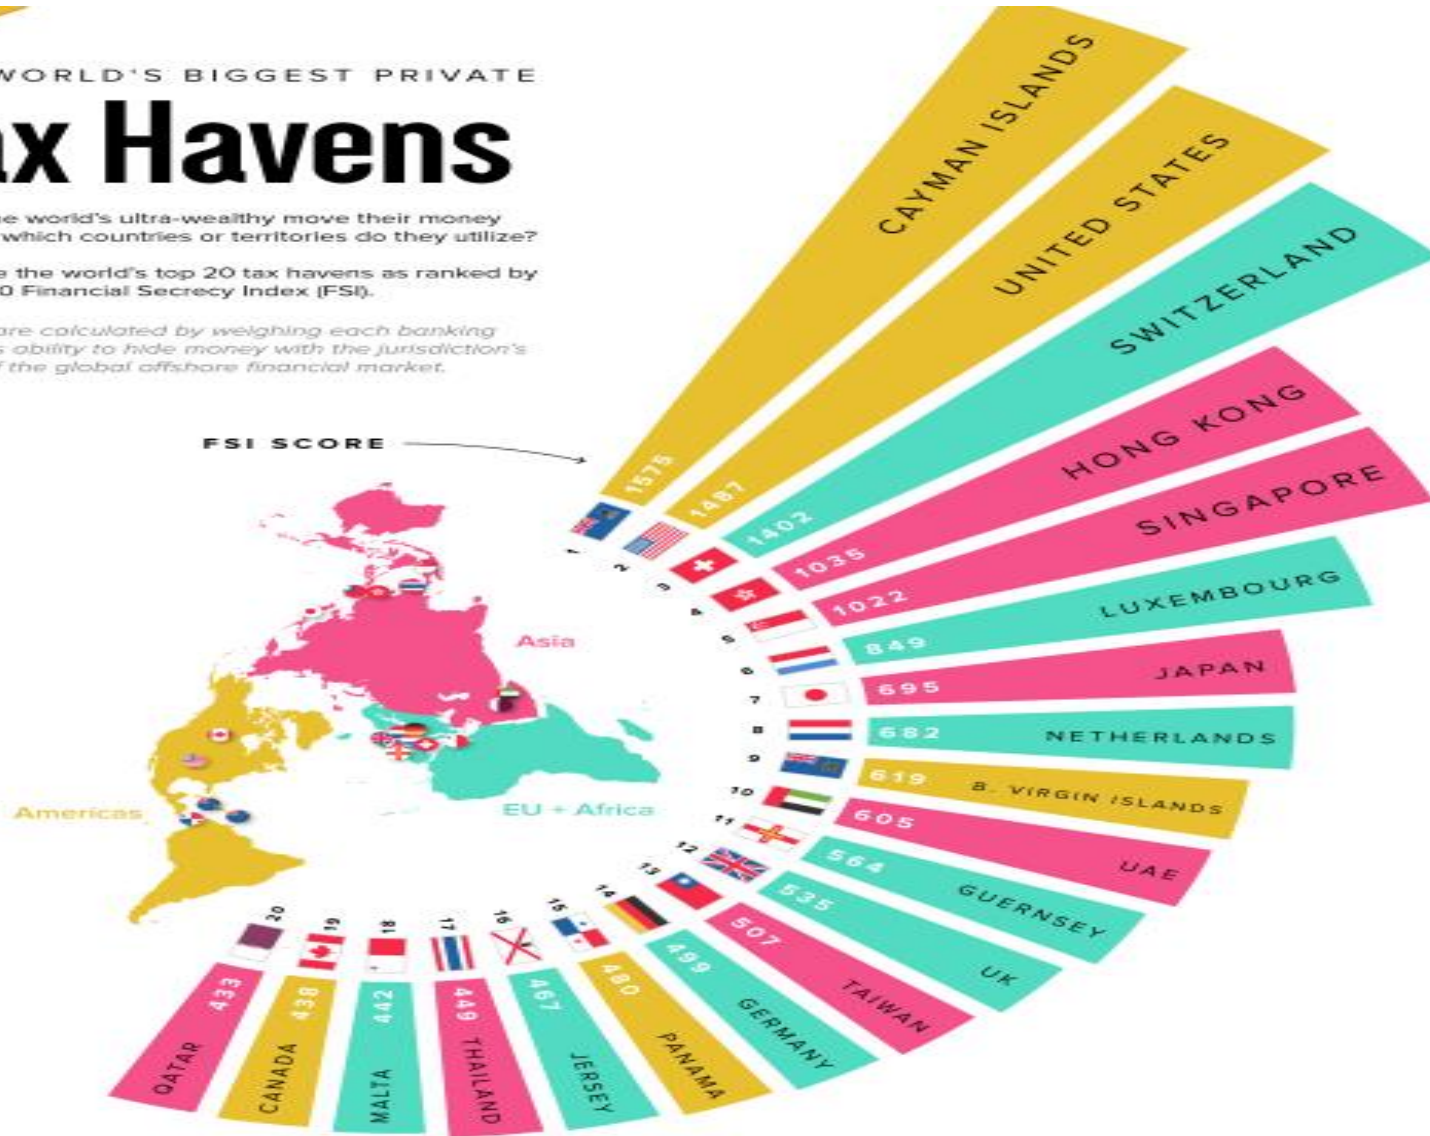 WORLD'S BIGGEST PRIVATE
ax Havens
e world's ultra-wealthy move their money
which countries or territories do they utilize?
e the world's top 20 tax havens as ranked by
0 Financial Secrecy Index (FSI).
are calculated by weighing each banking
s ability to hide money with the jurisdiction's
f the global offshore financial market.
FSI SCORE
1 1575 CAYMAN ISLANDS
2 1487 UNITED STATES
3 1402 SWITZERLAND
4 1035 HONG KONG
5 1022 SINGAPORE
6 849 LUXEMBOURG
7 695 JAPAN
8 682 NETHERLANDS
9 619 B. VIRGIN ISLANDS
10 605 UAE
11 564 GUERNSEY
12 535 UK
13 507 TAIWAN
14 499 GERMANY
15 480 PANAMA
16 467 JERSEY
17 449 THAILAND
18 442 MALTA
19 438 CANADA
20 433 QATAR
Asia
Americas
EU + Africa